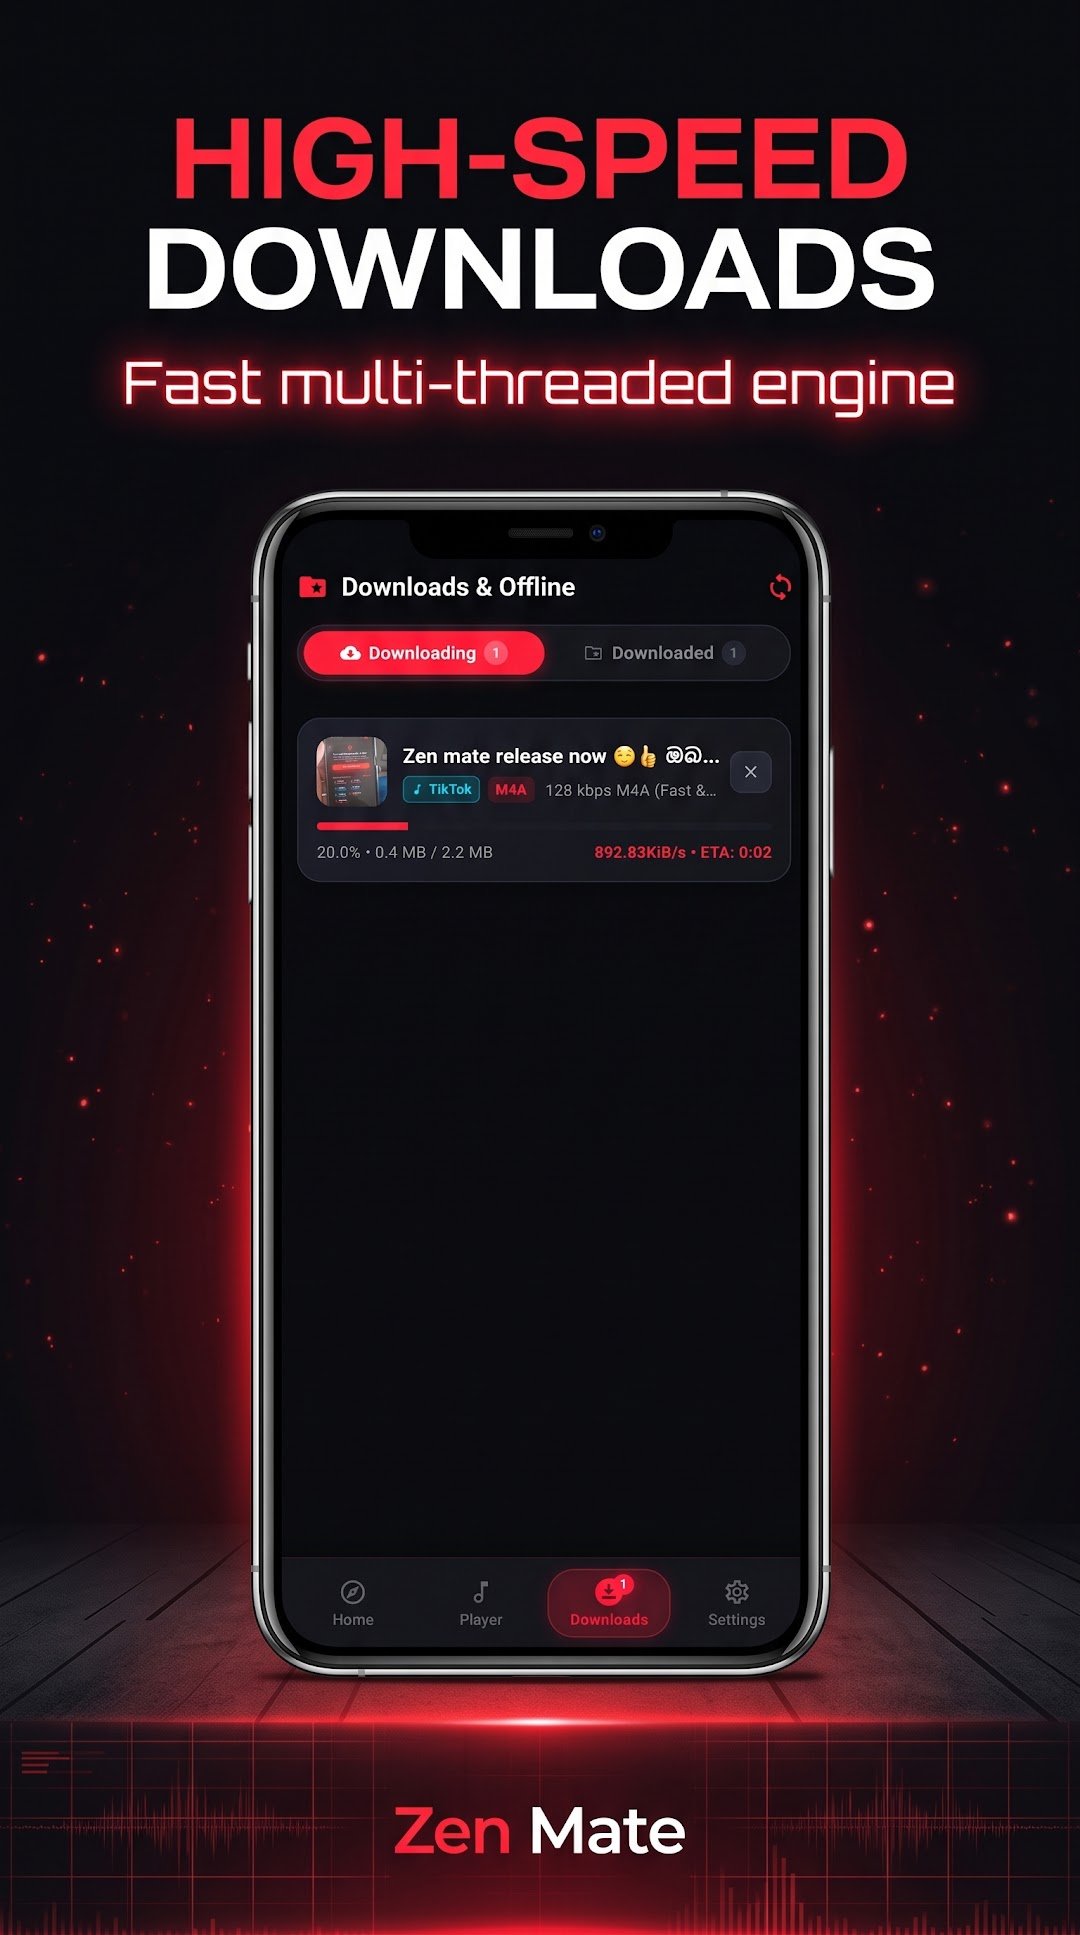 HIGH-SPEED
DOWNLOADS
Fast multi-threaded engine
Downloads & Offline
Downloading 1
Downloaded 1
Zen mate release now ☺️👍 ඔබ...
TikTok M4A 128 kbps M4A (Fast &...
20.0% • 0.4 MB / 2.2 MB
892.83KiB/s • ETA: 0:02
1
Home Player Downloads Settings
Zen Mate